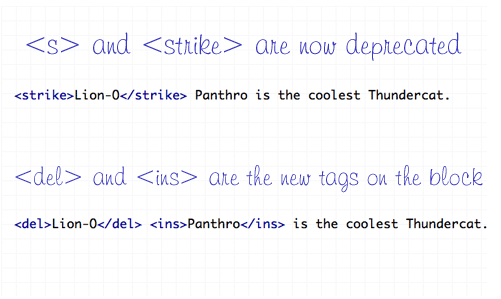 <s> and <strike> are now deprecated
<strike>Lion-O</strike> Panthro is the coolest Thundercat.
<del> and <ins> are the new tags on the block
<del>Lion-O</del> <ins>Panthro</ins> is the coolest Thundercat.